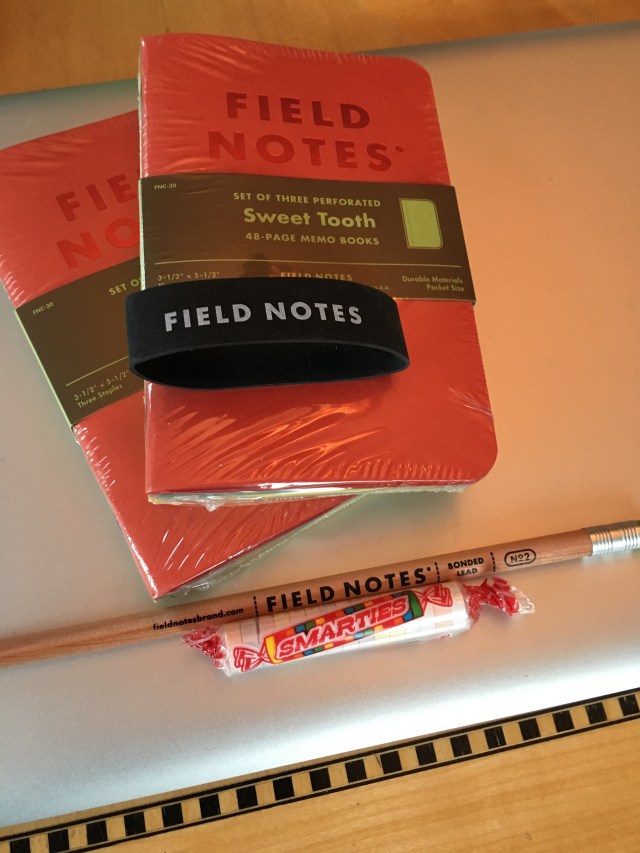 FIELD
NOTES
FNC-30
SET OF THREE PERFORATED
Sweet Tooth
48-PAGE MEMO BOOKS
3-1/2" × 5-1/2"
FIELD NOTES
Durable Materials
Pocket Size
FIELD NOTES
FIE
NO
FNC-30
SET O
3-1/2" × 5-1/2"
Three Staples
fieldnotesbrand.com
FIELD NOTES
BONDED
LEAD
Nº2
SMARTIES